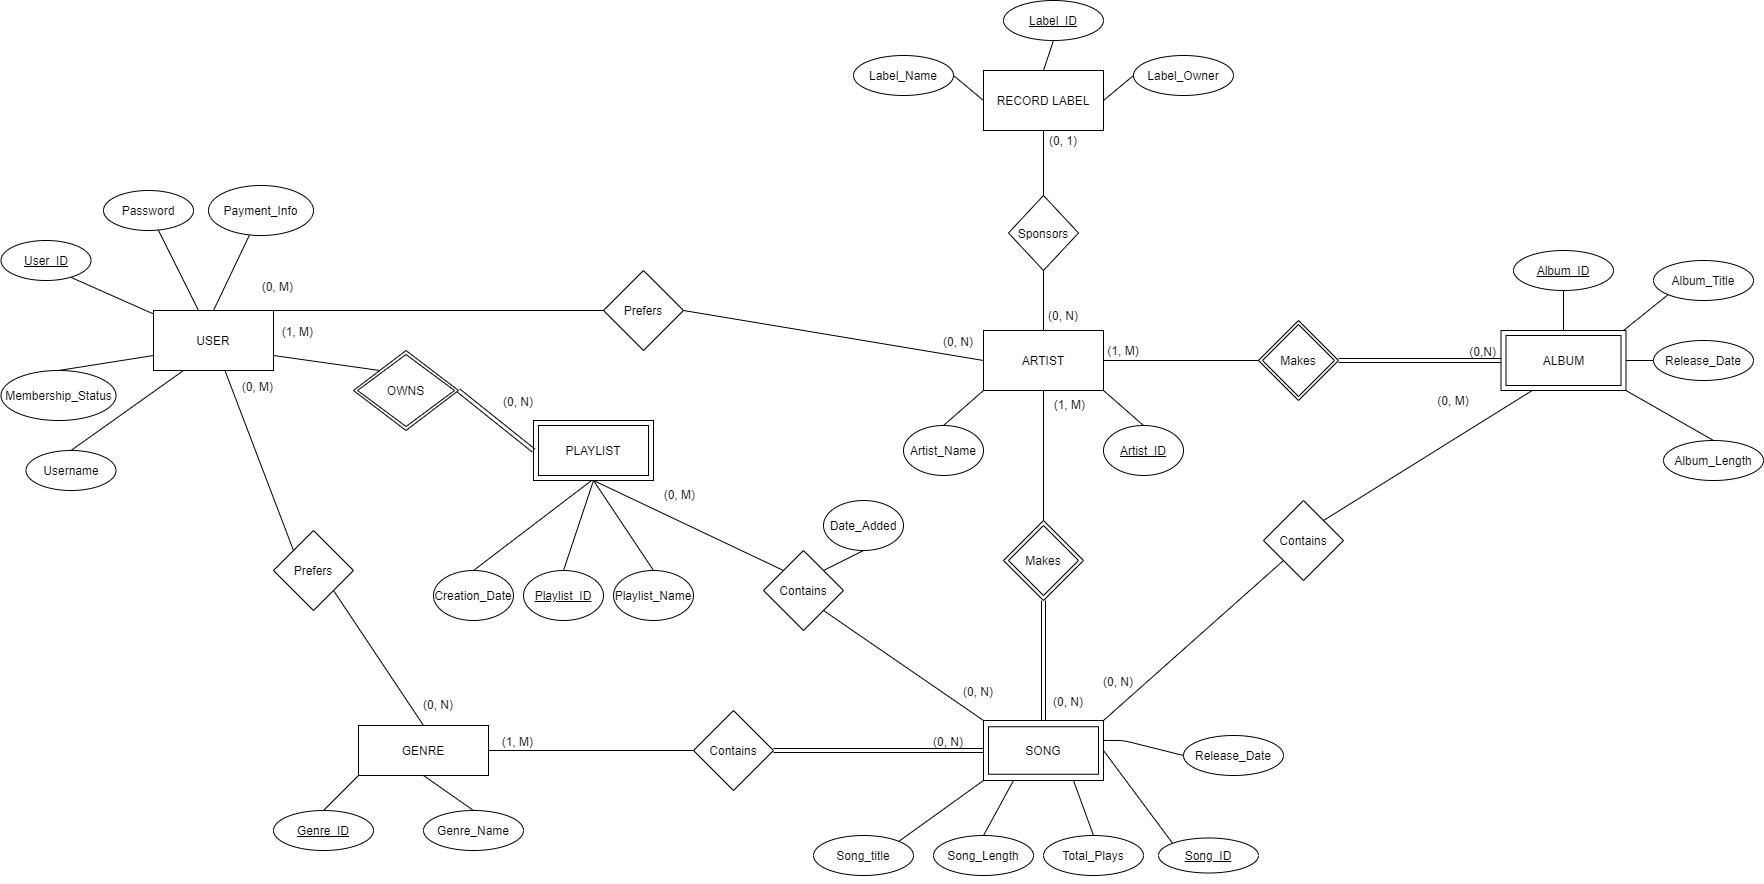 Label_ID
Label_Name
Label_Owner
RECORD LABEL
(0, 1)
Sponsors
(0, N)
Password
Payment_Info
User_ID
(0, M)
USER
(1, M)
Membership_Status
(0, M)
Username
Prefers
(0, N)
OWNS
(0, N)
PLAYLIST
(0, M)
Creation_Date
Playlist_ID
Playlist_Name
Date_Added
Contains
(0, N)
ARTIST
(1, M)
(1, M)
Artist_Name
Artist_ID
Makes
(0,N)
Album_ID
Album_Title
ALBUM
Release_Date
Album_Length
(0, M)
Makes
(0, N)
Contains
(0, N)
Prefers
(0, N)
GENRE
(1, M)
Contains
(0, N)
SONG
Release_Date
Genre_ID
Genre_Name
Song_title
Song_Length
Total_Plays
Song_ID